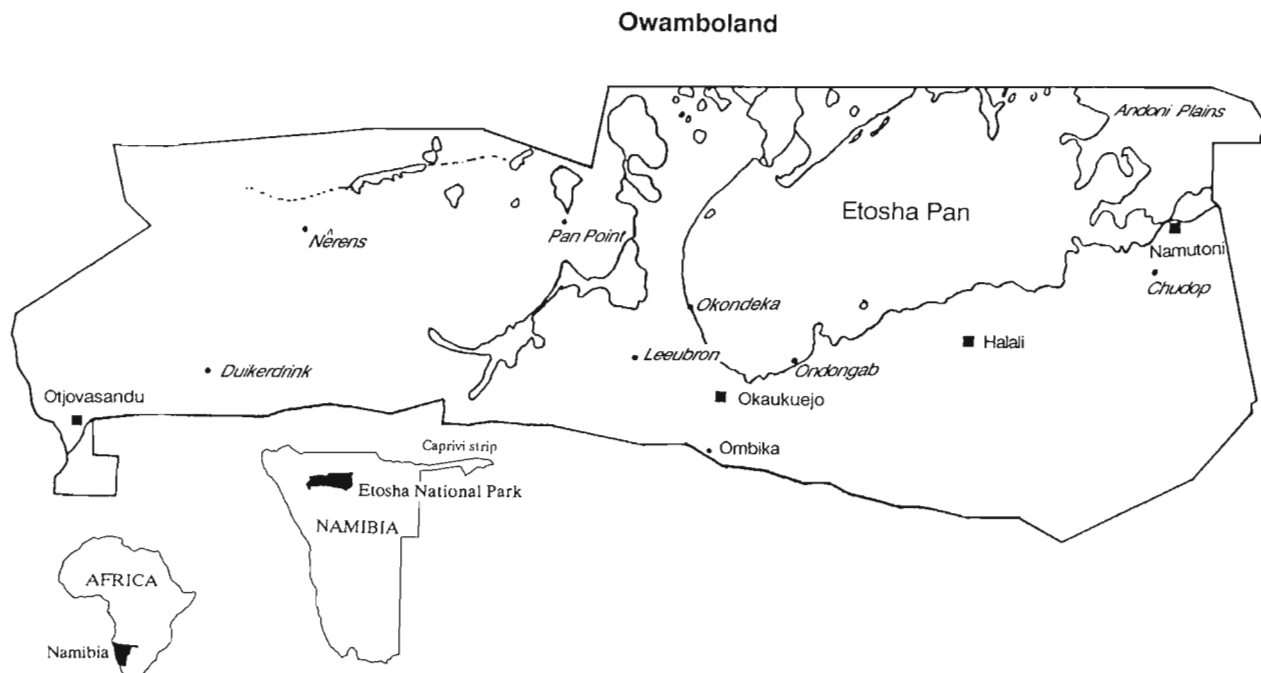 Owamboland
Andoni Plains
Etosha Pan
Nêrens
Pan Point
Namutoni
Chudop
Okondeka
Halali
Leeubron
Ondongab
Duikerdrink
Otjovasandu
Okaukuejo
Ombika
Caprivi strip
Etosha National Park
NAMIBIA
AFRICA
Namibia